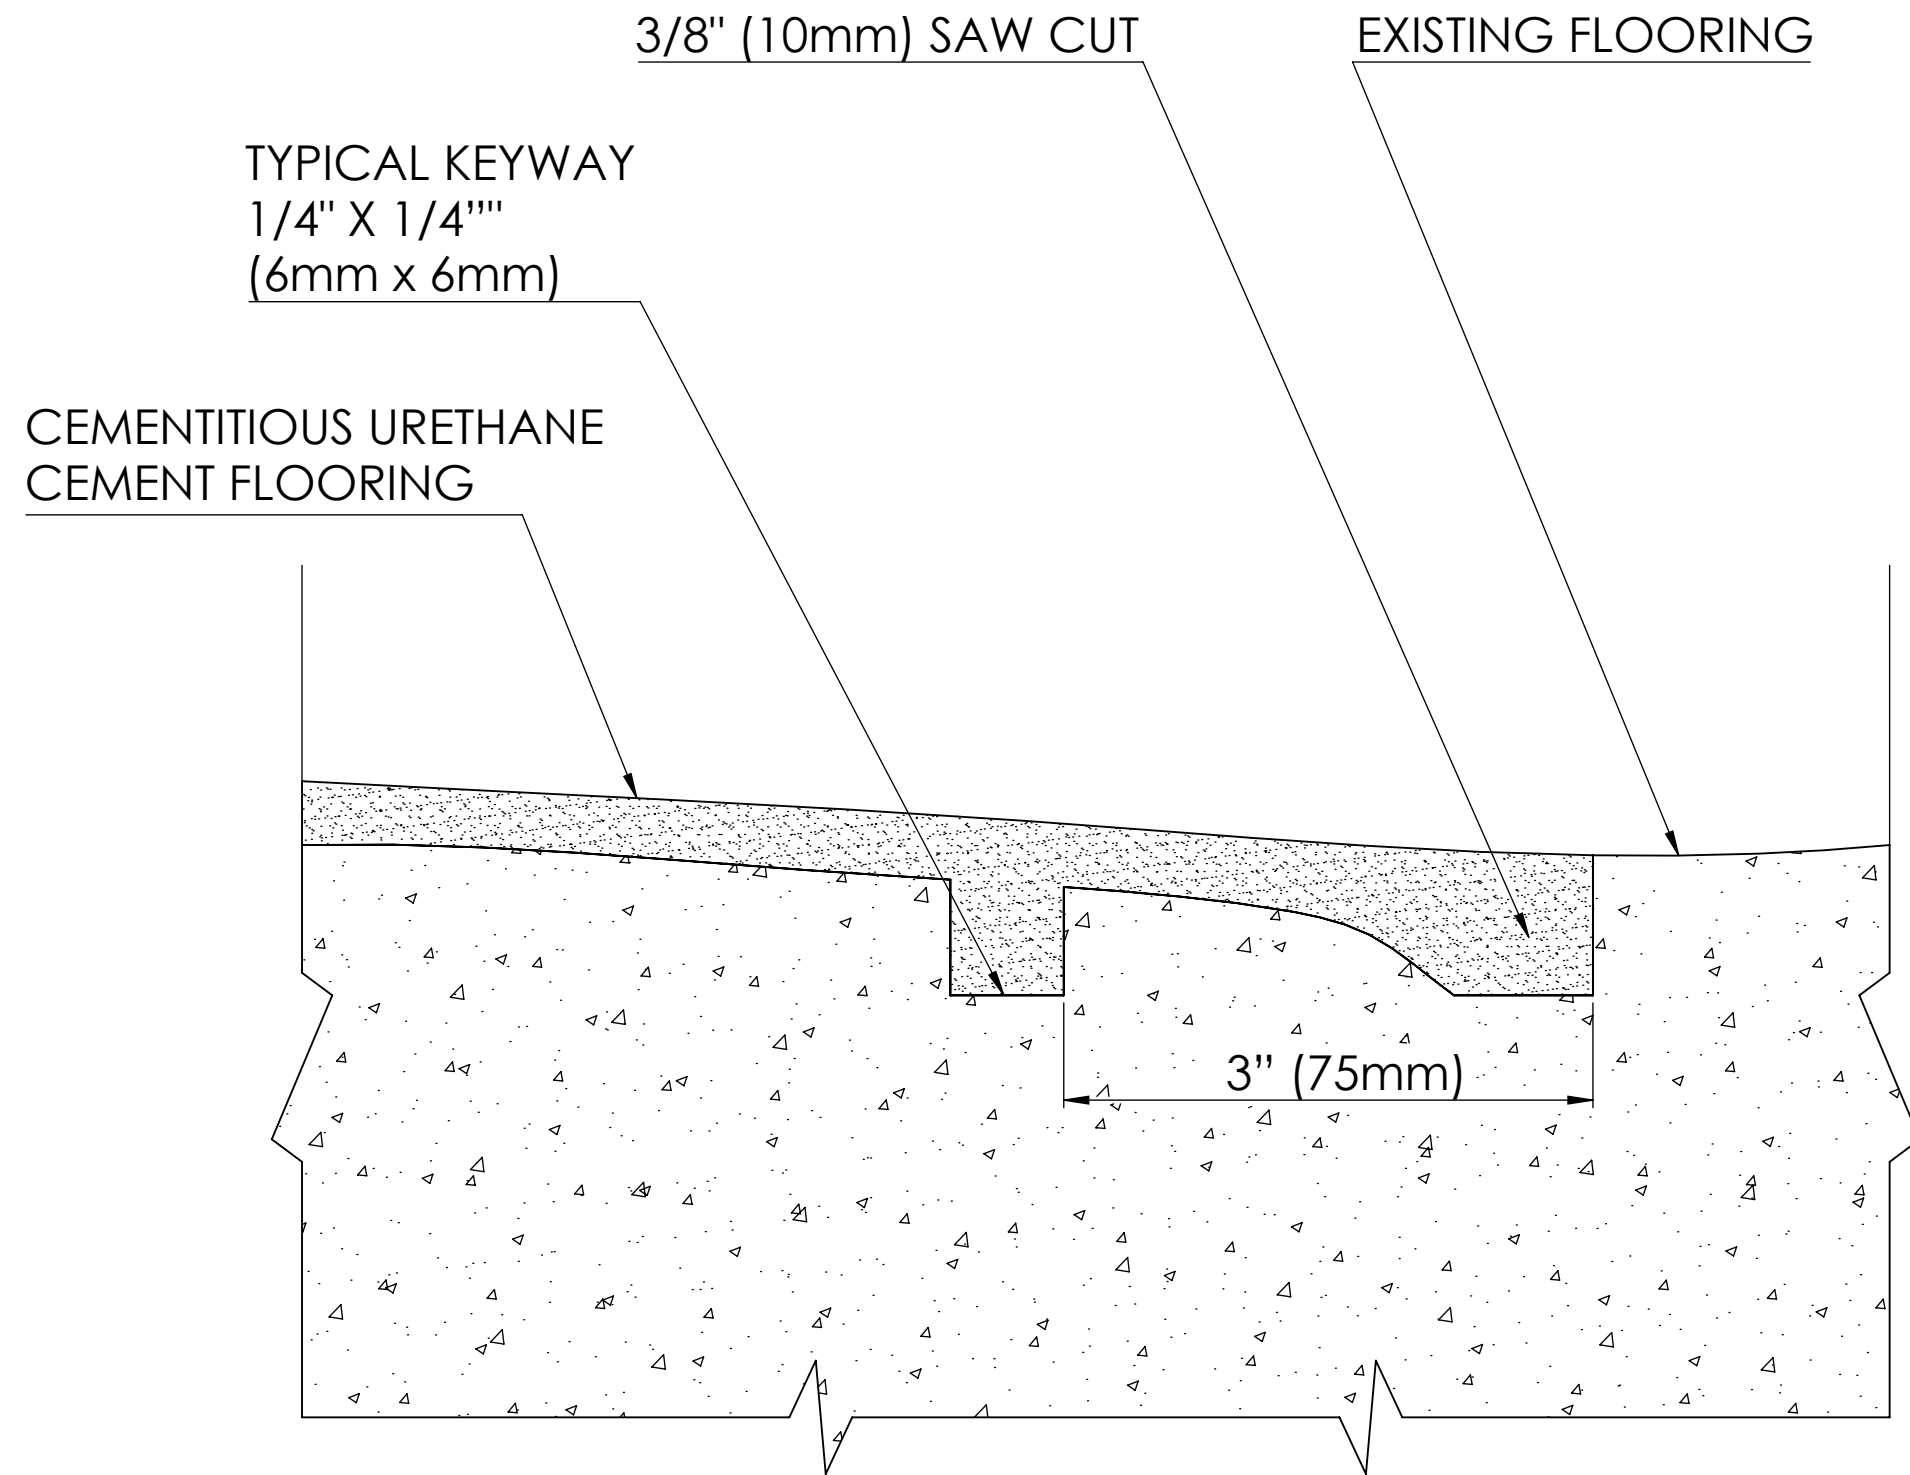 3/8" (10mm) SAW CUT
EXISTING FLOORING
TYPICAL KEYWAY
1/4" X 1/4”"
(6mm x 6mm)
CEMENTITIOUS URETHANE
CEMENT FLOORING
3” (75mm)